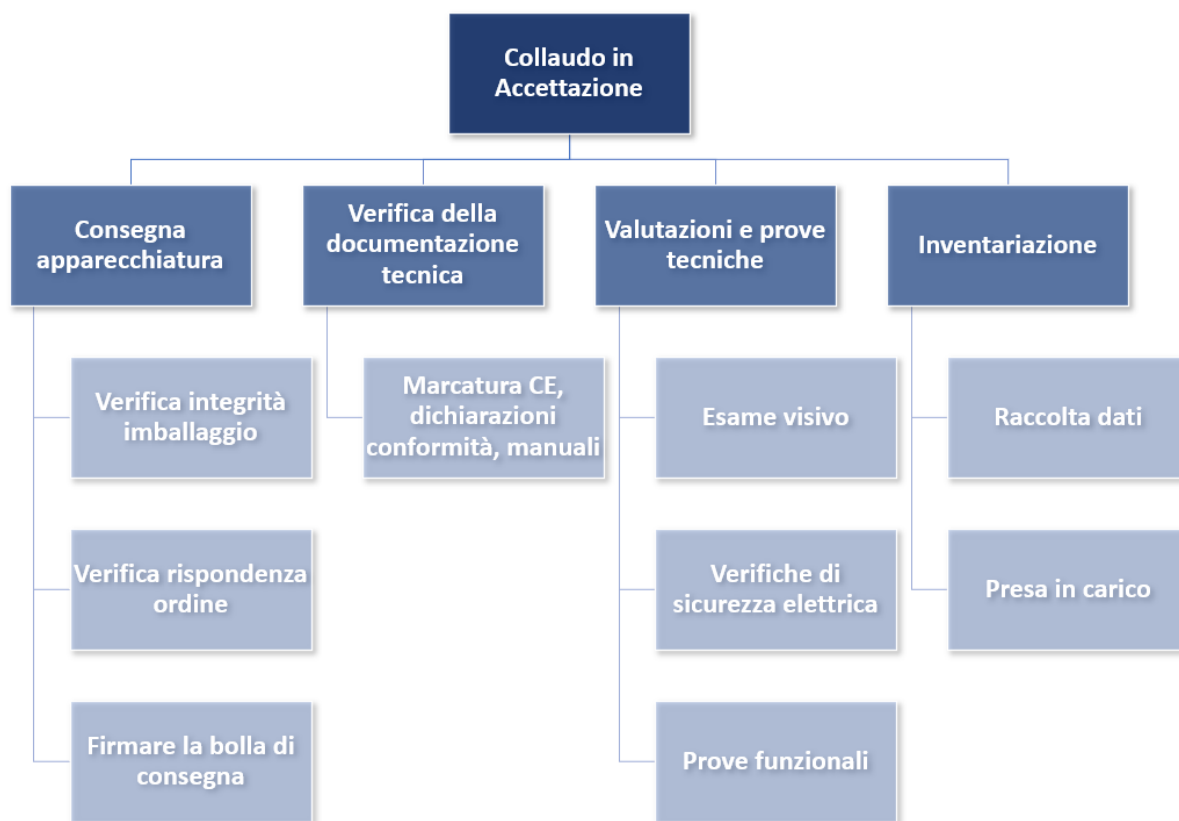 Collaudo in
Accettazione
Consegna
apparecchiatura
Verifica integrità
imballaggio
Verifica rispondenza
ordine
Firmare la bolla di
consegna
Verifica della
documentazione
tecnica
Marcatura CE,
dichiarazioni
conformità, manuali
Valutazioni e prove
tecniche
Esame visivo
Verifiche di
sicurezza elettrica
Prove funzionali
Inventariazione
Raccolta dati
Presa in carico